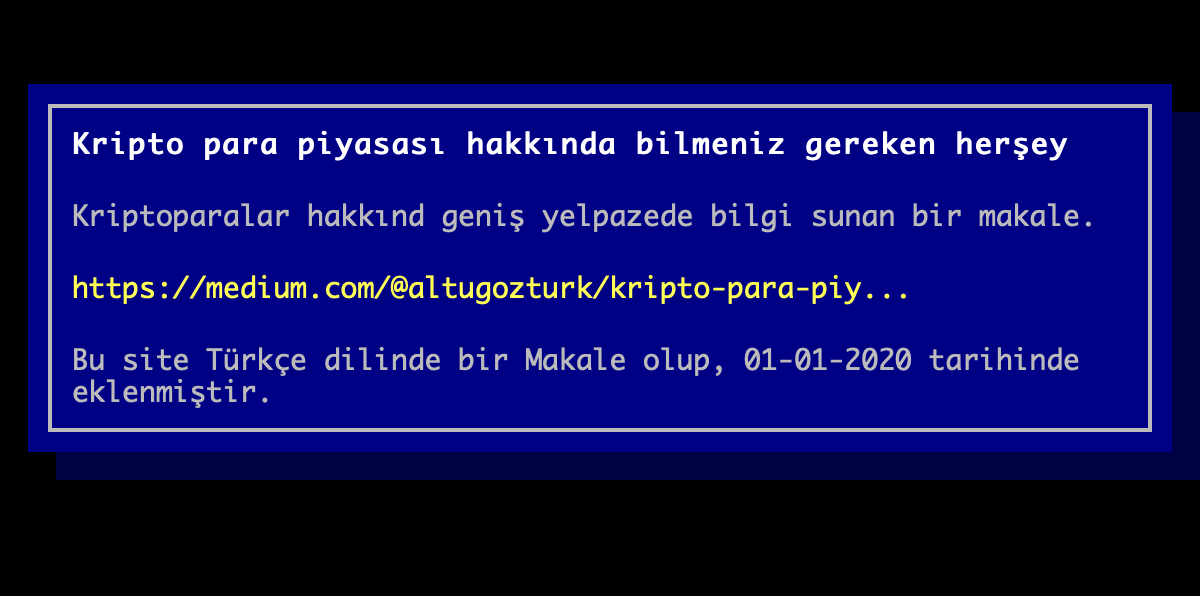 Kripto para piyasası hakkında bilmeniz gereken herşey
Kriptoparalar hakkınd geniş yelpazede bilgi sunan bir makale.
https://medium.com/@altugozturk/kripto-para-piy...
Bu site Türkçe dilinde bir Makale olup, 01-01-2020 tarihinde
eklenmiştir.